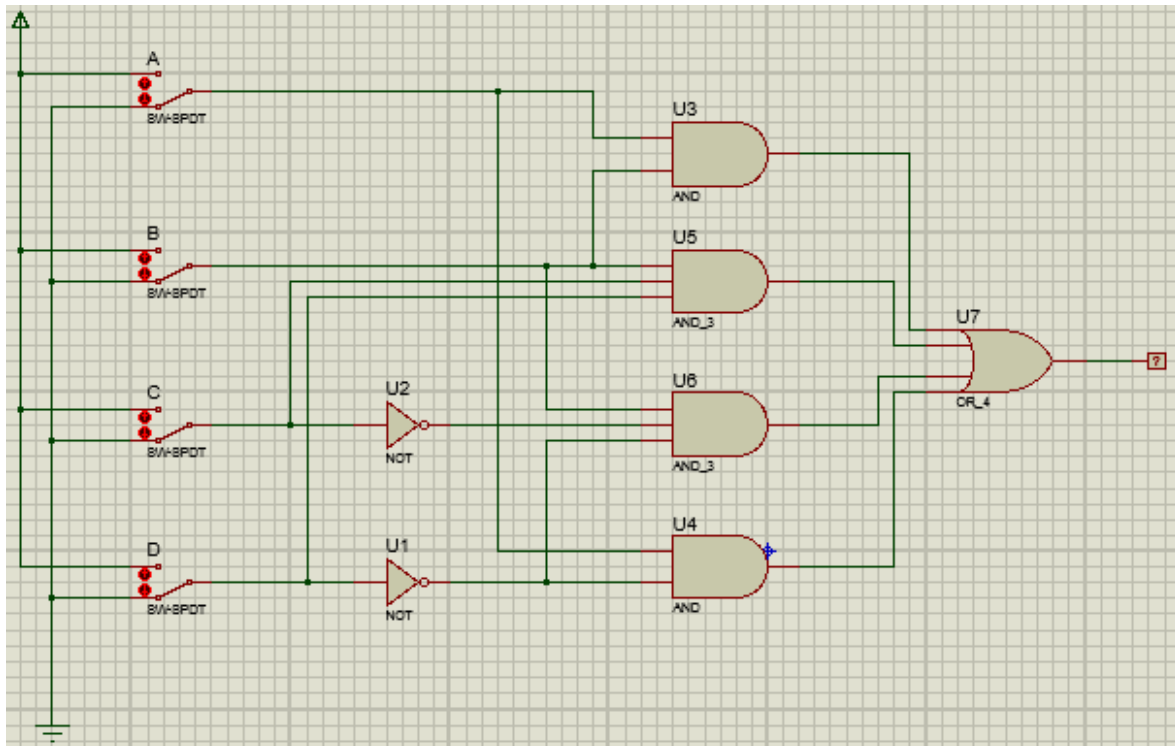 A
SW-SPDT
U3
AND
B
SW-SPDT
U5
AND_3
U7
OR_4
?
C
SW-SPDT
U2
NOT
U6
AND_3
D
SW-SPDT
U1
NOT
U4
AND